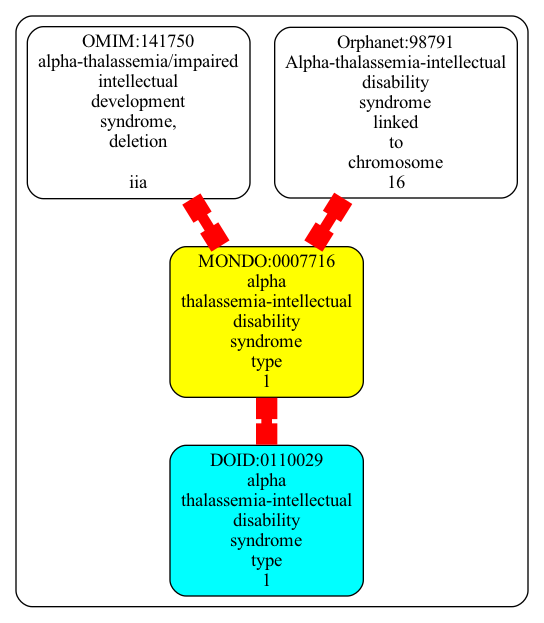 OMIM:141750
alpha-thalassemia/impaired
intellectual
development
syndrome,
deletion
iia
Orphanet:98791
Alpha-thalassemia-intellectual
disability
syndrome
linked
to
chromosome
16
MONDO:0007716
alpha
thalassemia-intellectual
disability
syndrome
type
1
DOID:0110029
alpha
thalassemia-intellectual
disability
syndrome
type
1